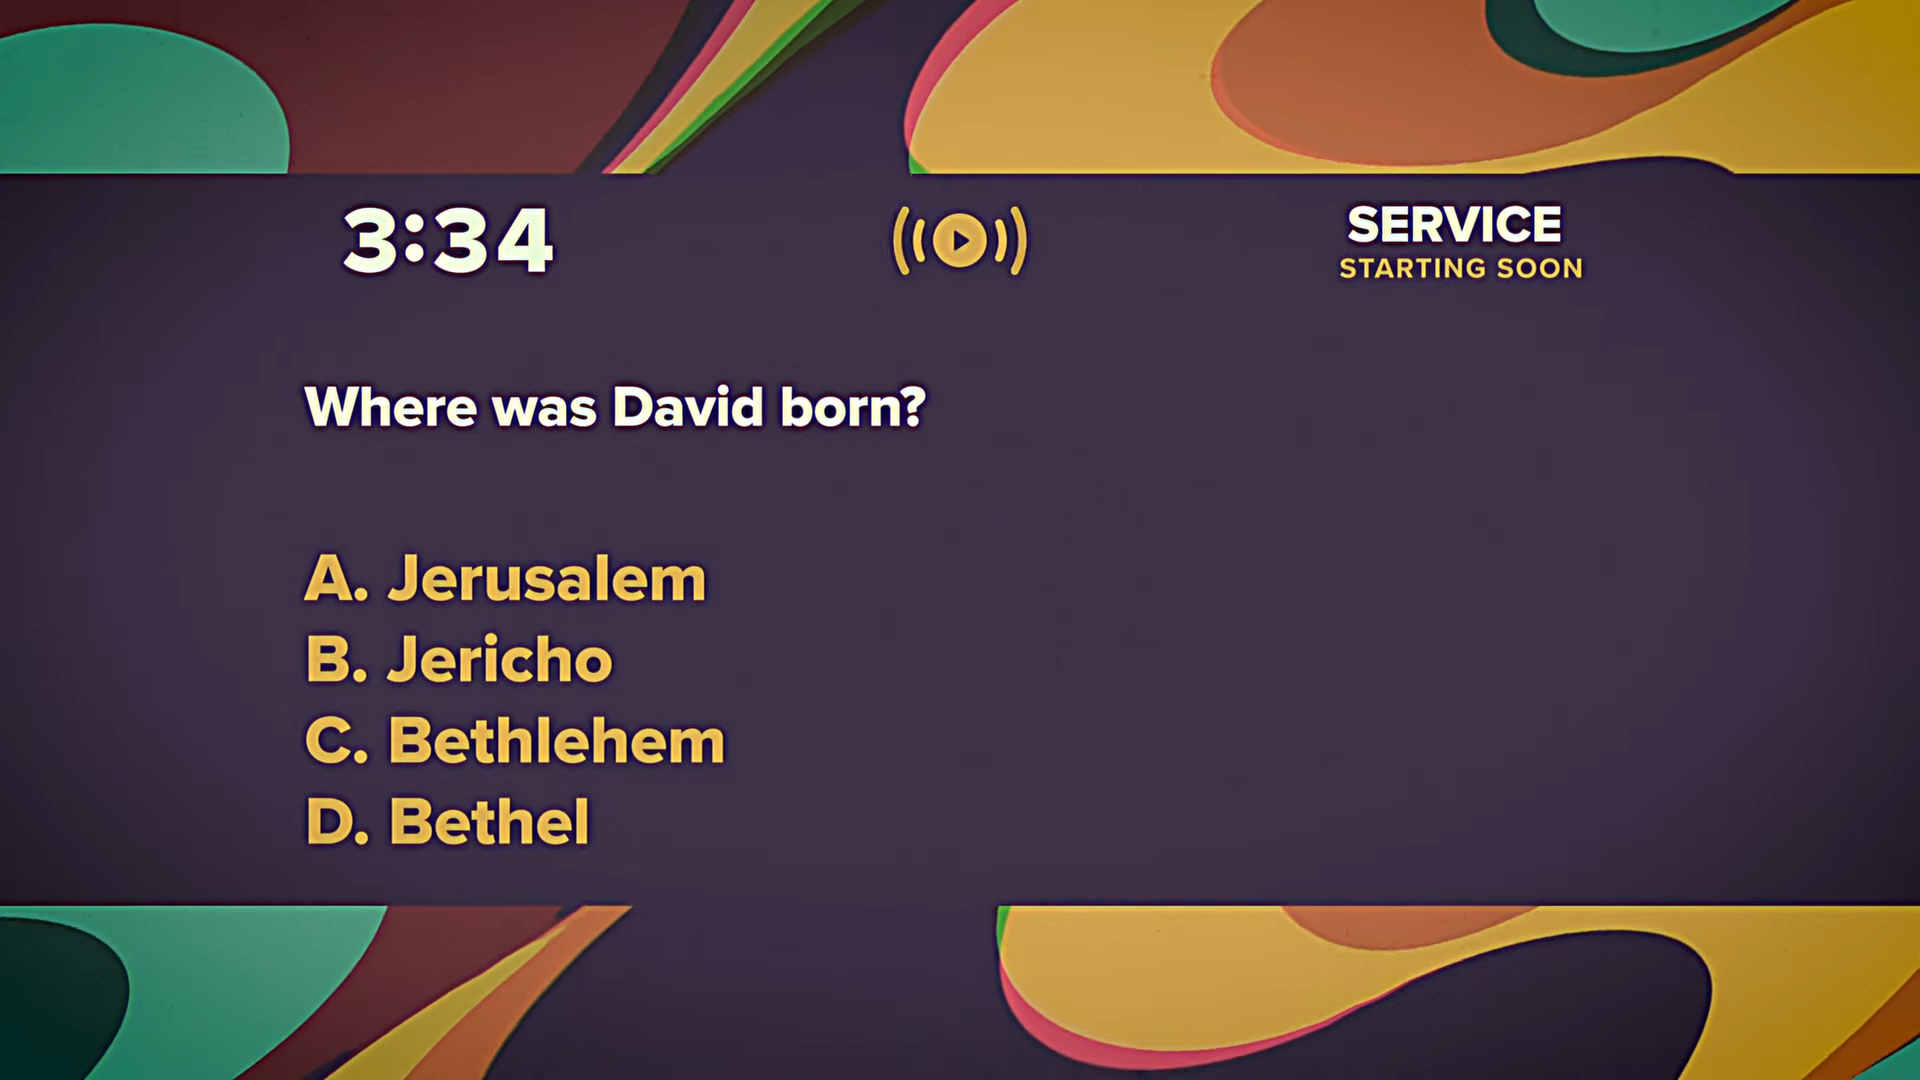 3:34
SERVICE
STARTING SOON
Where was David born?
A. Jerusalem
B. Jericho
C. Bethlehem
D. Bethel